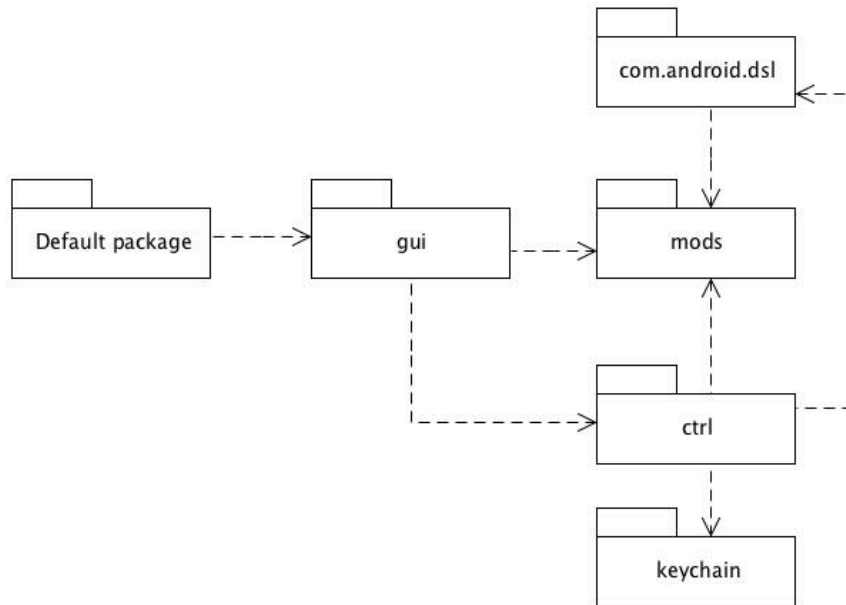 com.android.dsl
Default package
gui
mods
ctrl
keychain